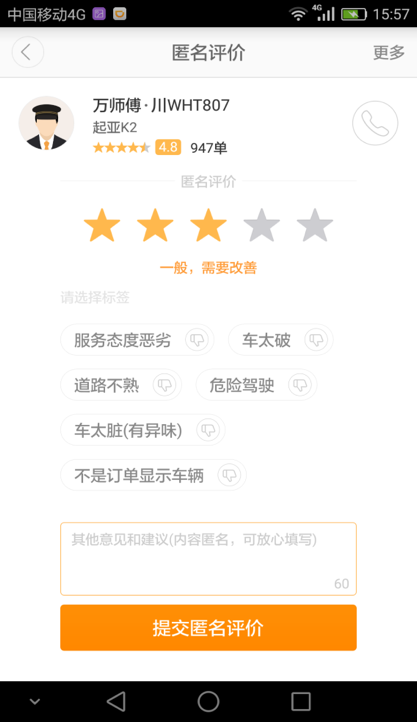 中国移动4G 4G 15:57
匿名评价 更多
万师傅·川WHT807
起亚K2
4.8 947单
匿名评价
一般，需要改善
请选择标签
服务态度恶劣 车太破
道路不熟 危险驾驶
车太脏(有异味)
不是订单显示车辆
其他意见和建议(内容匿名，可放心填写)
60
提交匿名评价